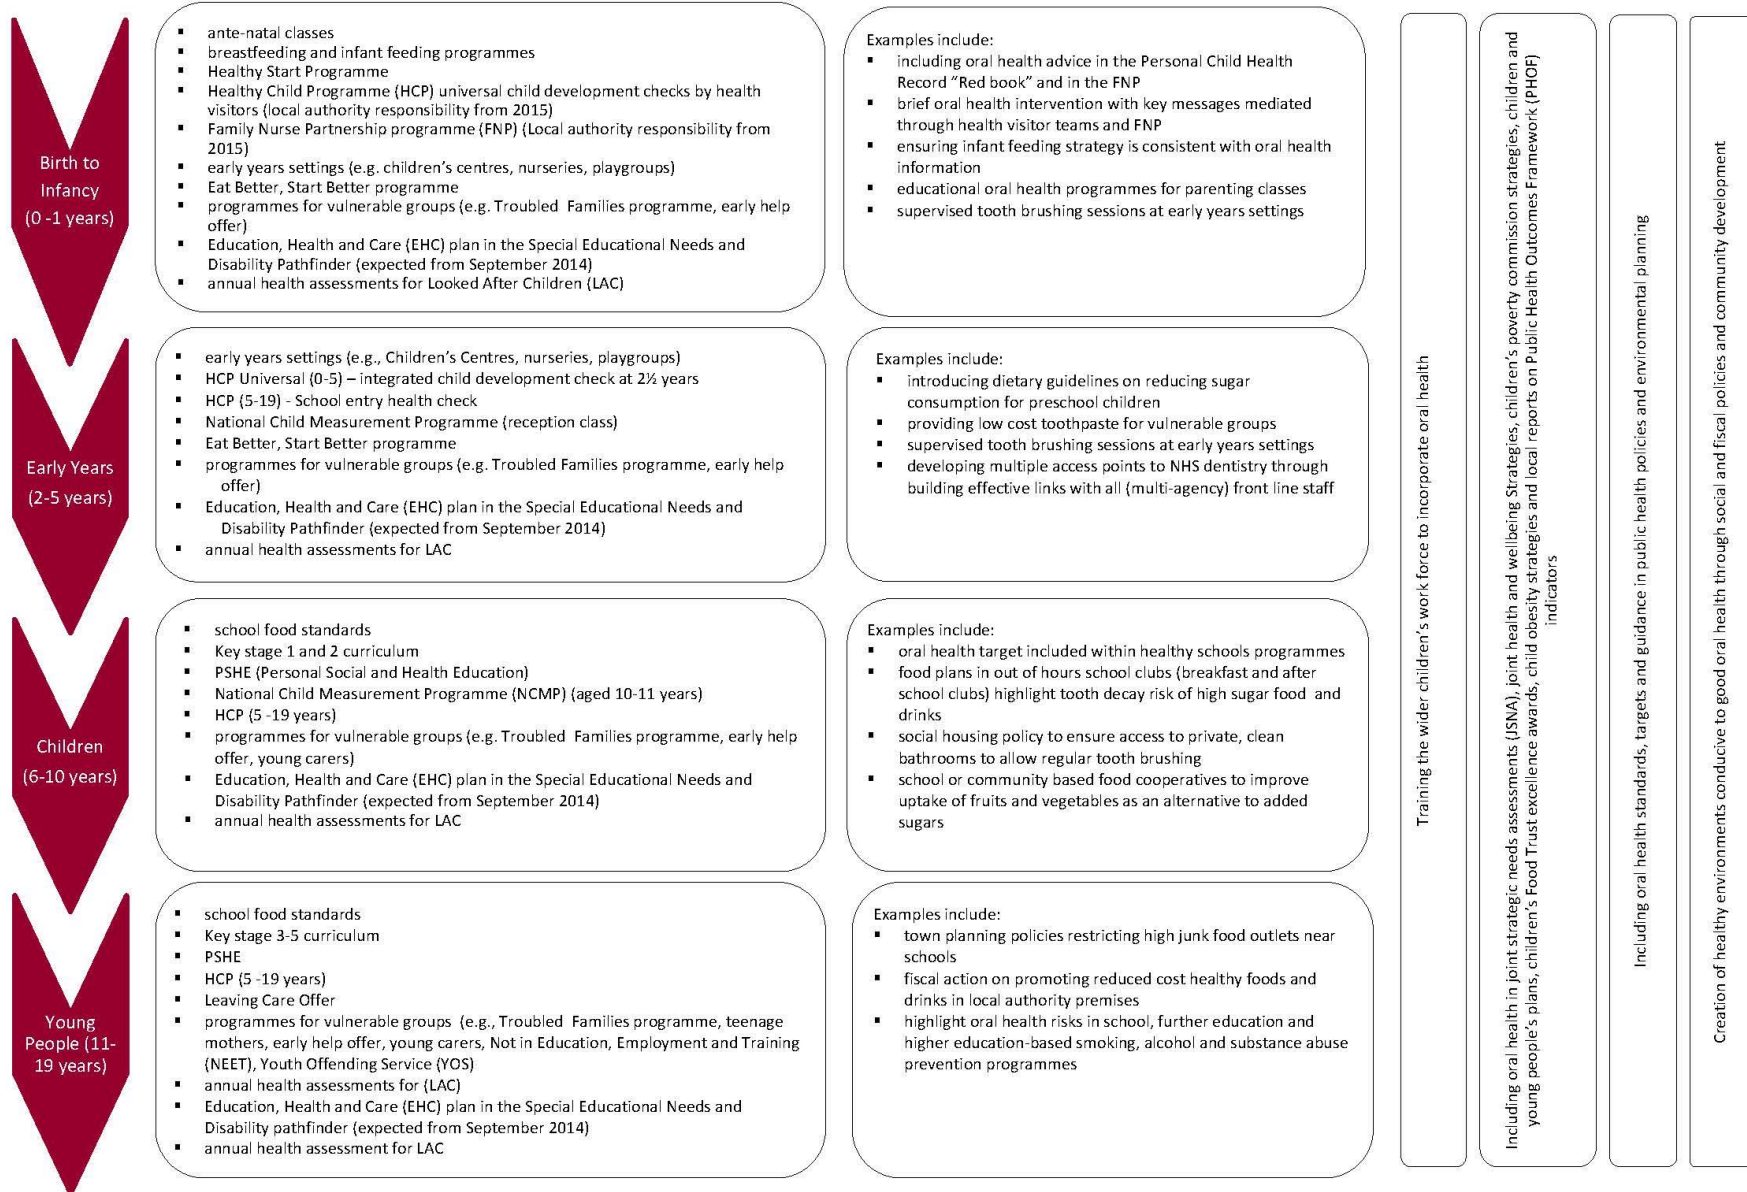 Birth to
Infancy
(0 -1 years)
▪ ante-natal classes
▪ breastfeeding and infant feeding programmes
▪ Healthy Start Programme
▪ Healthy Child Programme (HCP) universal child development checks by health
visitors (local authority responsibility from 2015)
▪ Family Nurse Partnership programme (FNP) (Local authority responsibility from
2015)
▪ early years settings (e.g. children’s centres, nurseries, playgroups)
▪ Eat Better, Start Better programme
▪ programmes for vulnerable groups (e.g. Troubled Families programme, early help
offer)
▪ Education, Health and Care (EHC) plan in the Special Educational Needs and
Disability Pathfinder (expected from September 2014)
▪ annual health assessments for Looked After Children (LAC)
Examples include:
▪ including oral health advice in the Personal Child Health
Record “Red book” and in the FNP
▪ brief oral health intervention with key messages mediated
through health visitor teams and FNP
▪ ensuring infant feeding strategy is consistent with oral health
information
▪ educational oral health programmes for parenting classes
▪ supervised tooth brushing sessions at early years settings
Early Years
(2-5 years)
▪ early years settings (e.g., Children’s Centres, nurseries, playgroups)
▪ HCP Universal (0-5) – integrated child development check at 2½ years
▪ HCP (5-19) - School entry health check
▪ National Child Measurement Programme (reception class)
▪ Eat Better, Start Better programme
▪ programmes for vulnerable groups (e.g. Troubled Families programme, early help
offer)
▪ Education, Health and Care (EHC) plan in the Special Educational Needs and
Disability Pathfinder (expected from September 2014)
▪ annual health assessments for LAC
Examples include:
▪ introducing dietary guidelines on reducing sugar
consumption for preschool children
▪ providing low cost toothpaste for vulnerable groups
▪ supervised tooth brushing sessions at early years settings
▪ developing multiple access points to NHS dentistry through
building effective links with all (multi-agency) front line staff
Children
(6-10 years)
▪ school food standards
▪ Key stage 1 and 2 curriculum
▪ PSHE (Personal Social and Health Education)
▪ National Child Measurement Programme (NCMP) (aged 10-11 years)
▪ HCP (5 -19 years)
▪ programmes for vulnerable groups (e.g. Troubled Families programme, early help
offer, young carers)
▪ Education, Health and Care (EHC) plan in the Special Educational Needs and
Disability Pathfinder (expected from September 2014)
▪ annual health assessments for LAC
Examples include:
▪ oral health target included within healthy schools programmes
▪ food plans in out of hours school clubs (breakfast and after
school clubs) highlight tooth decay risk of high sugar food and
drinks
▪ social housing policy to ensure access to private, clean
bathrooms to allow regular tooth brushing
▪ school or community based food cooperatives to improve
uptake of fruits and vegetables as an alternative to added
sugars
Young
People (11-
19 years)
▪ school food standards
▪ Key stage 3-5 curriculum
▪ PSHE
▪ HCP (5 -19 years)
▪ Leaving Care Offer
▪ programmes for vulnerable groups (e.g., Troubled Families programme, teenage
mothers, early help offer, young carers, Not in Education, Employment and Training
(NEET), Youth Offending Service (YOS)
▪ annual health assessments for (LAC)
▪ Education, Health and Care (EHC) plan in the Special Educational Needs and
Disability pathfinder (expected from September 2014)
▪ annual health assessment for LAC
Examples include:
▪ town planning policies restricting high junk food outlets near
schools
▪ fiscal action on promoting reduced cost healthy foods and
drinks in local authority premises
▪ highlight oral health risks in school, further education and
higher education-based smoking, alcohol and substance abuse
prevention programmes
Training the wider children’s work force to incorporate oral health
Including oral health in joint strategic needs assessments (JSNA), joint health and wellbeing Strategies, children’s poverty commission strategies, children and
young people’s plans, children’s Food Trust excellence awards, child obesity strategies and local reports on Public Health Outcomes Framework (PHOF)
indicators
Including oral health standards, targets and guidance in public health policies and environmental planning
Creation of healthy environments conducive to good oral health through social and fiscal policies and community development